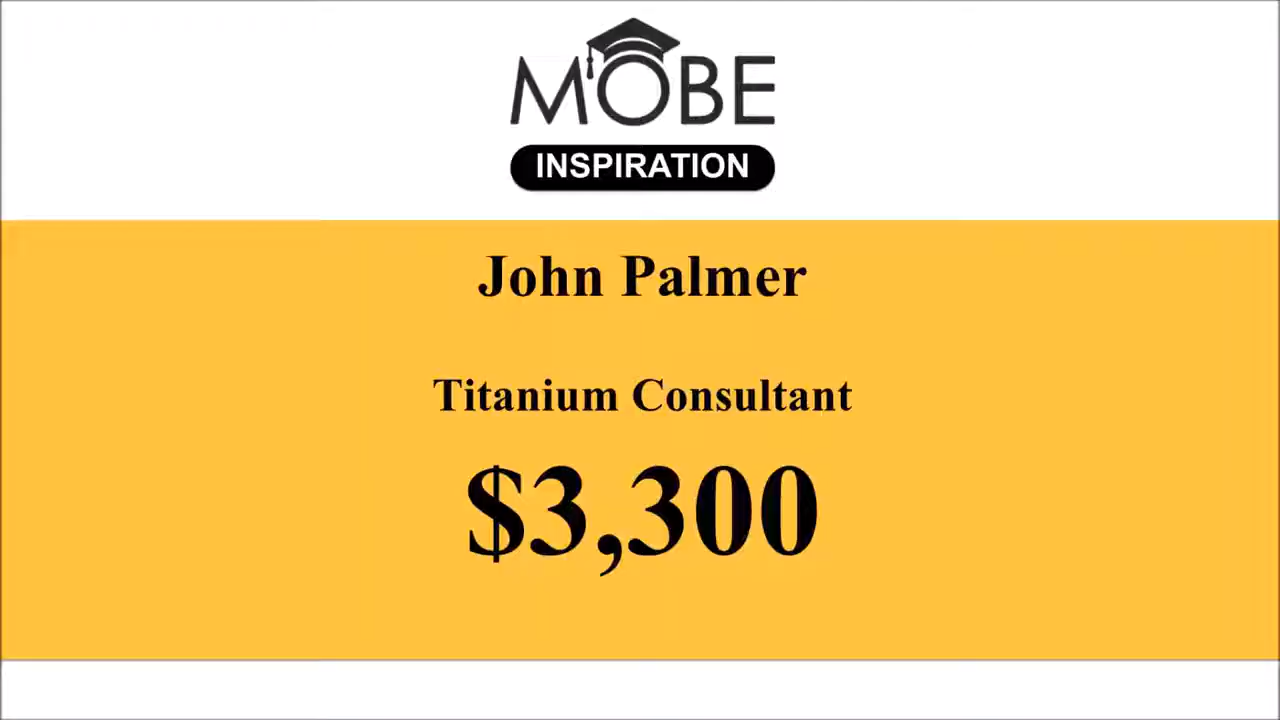 MOBE
INSPIRATION
John Palmer
Titanium Consultant
$3,300